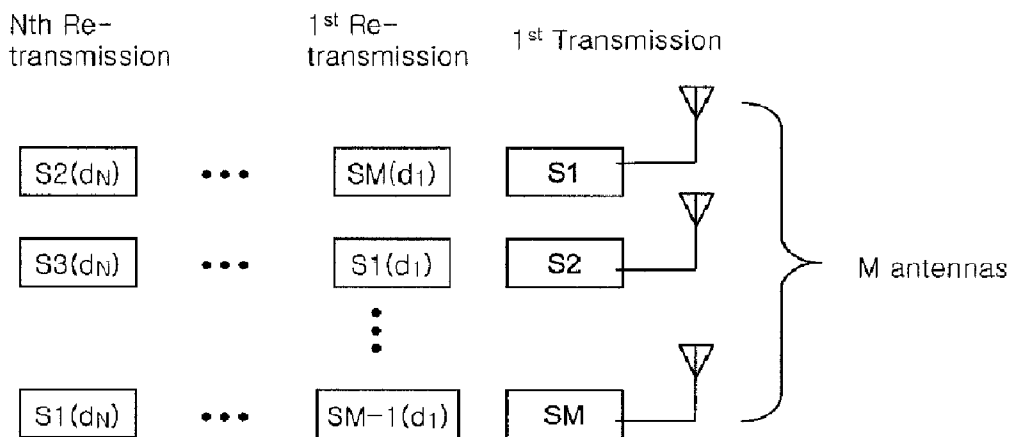 Nth Re-
transmission
1st Re-
transmission
1st Transmission
S2(dN) ••• SM(d1) S1
S3(dN) ••• S1(d1) S2
M antennas
S1(dN) ••• SM-1(d1) SM